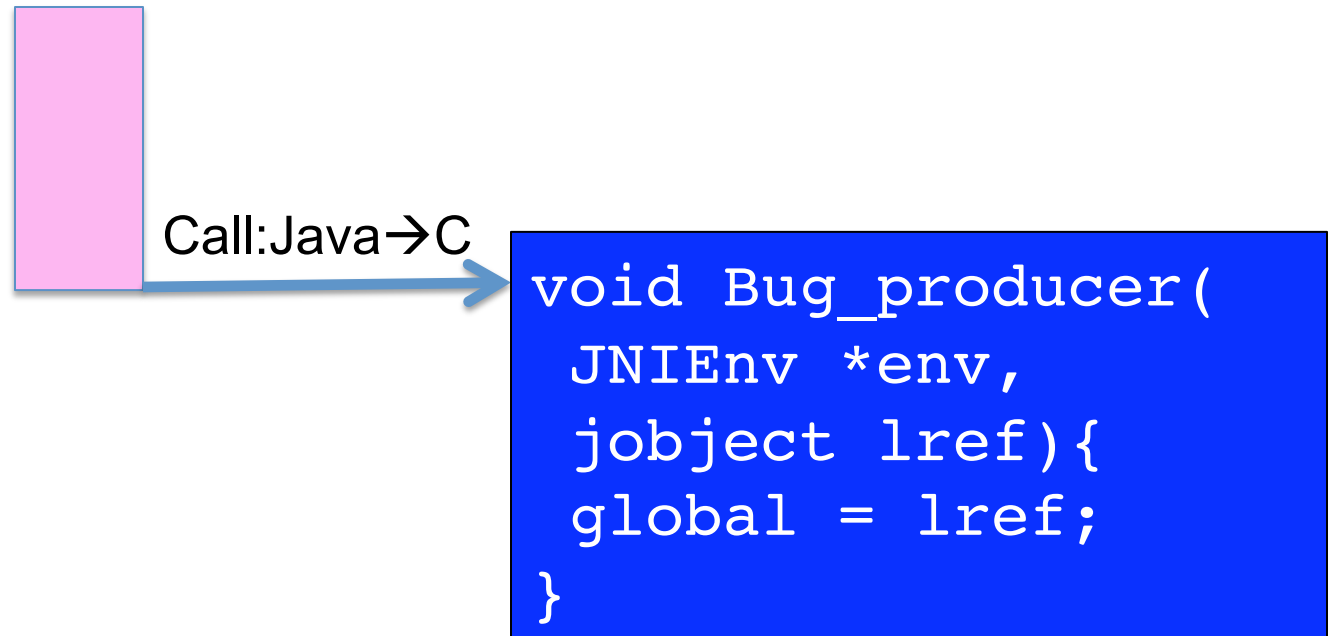 Call:Java→C
void Bug_producer(
JNIEnv *env,
jobject lref){
global = lref;
}